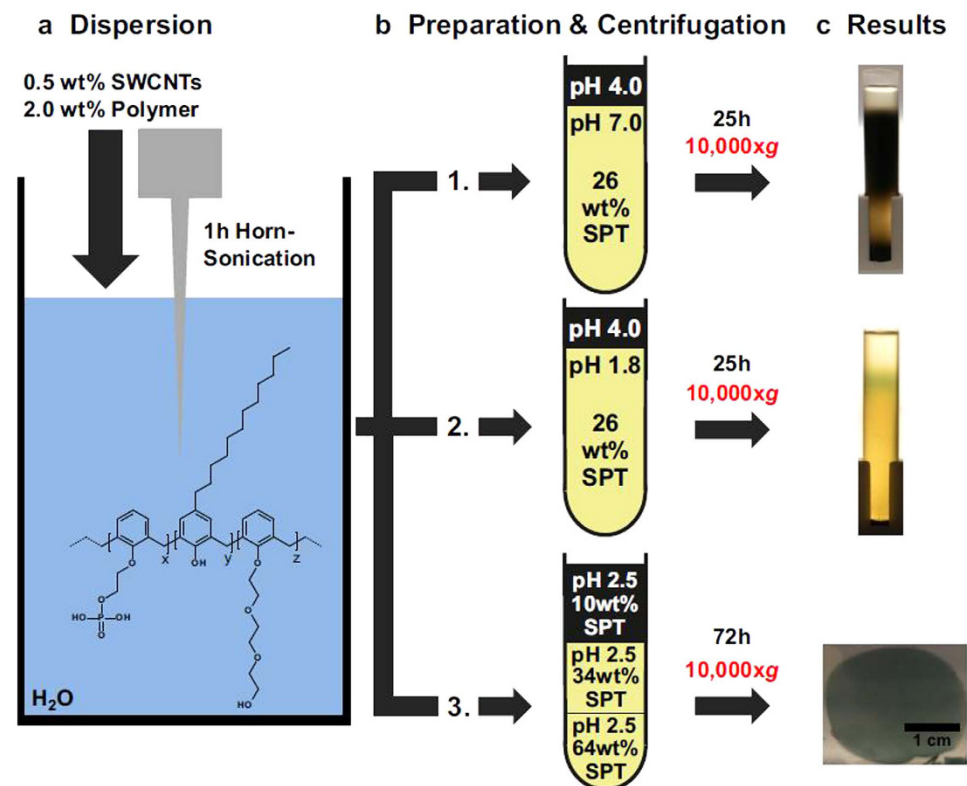 a Dispersion
0.5 wt% SWCNTs
2.0 wt% Polymer
1h Horn-
Sonication
x
OH
y
O
z
O
O
HO
P
OH
O
O
O
O
HO
H₂O
b Preparation & Centrifugation
1.
pH 4.0
pH 7.0
26
wt%
SPT
25h
10,000xg
2.
pH 4.0
pH 1.8
26
wt%
SPT
25h
10,000xg
3.
pH 2.5
10wt%
SPT
pH 2.5
34wt%
SPT
pH 2.5
64wt%
SPT
72h
10,000xg
c Results
1 cm